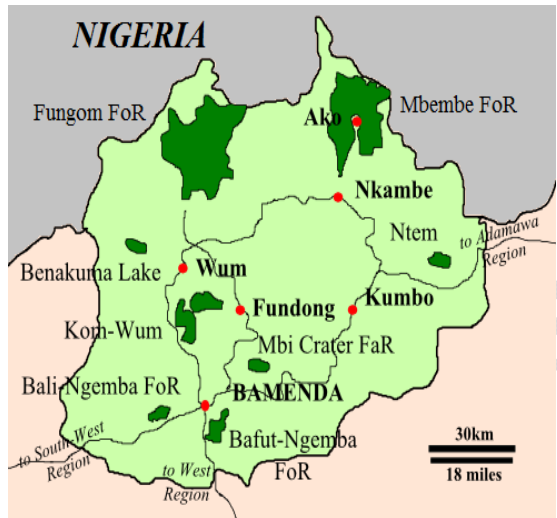 NIGERIA
Fungom FoR
Mbembe FoR
Ako
Nkambe
Ntem
to Adamawa
Region
Benakuma Lake
Wum
Fundong
Kumbo
Kom-Wum
Mbi Crater FaR
Bali-Ngemba FoR
BAMENDA
to South West
Region
to West
Region
Bafut-Ngemba
FoR
30km
18 miles